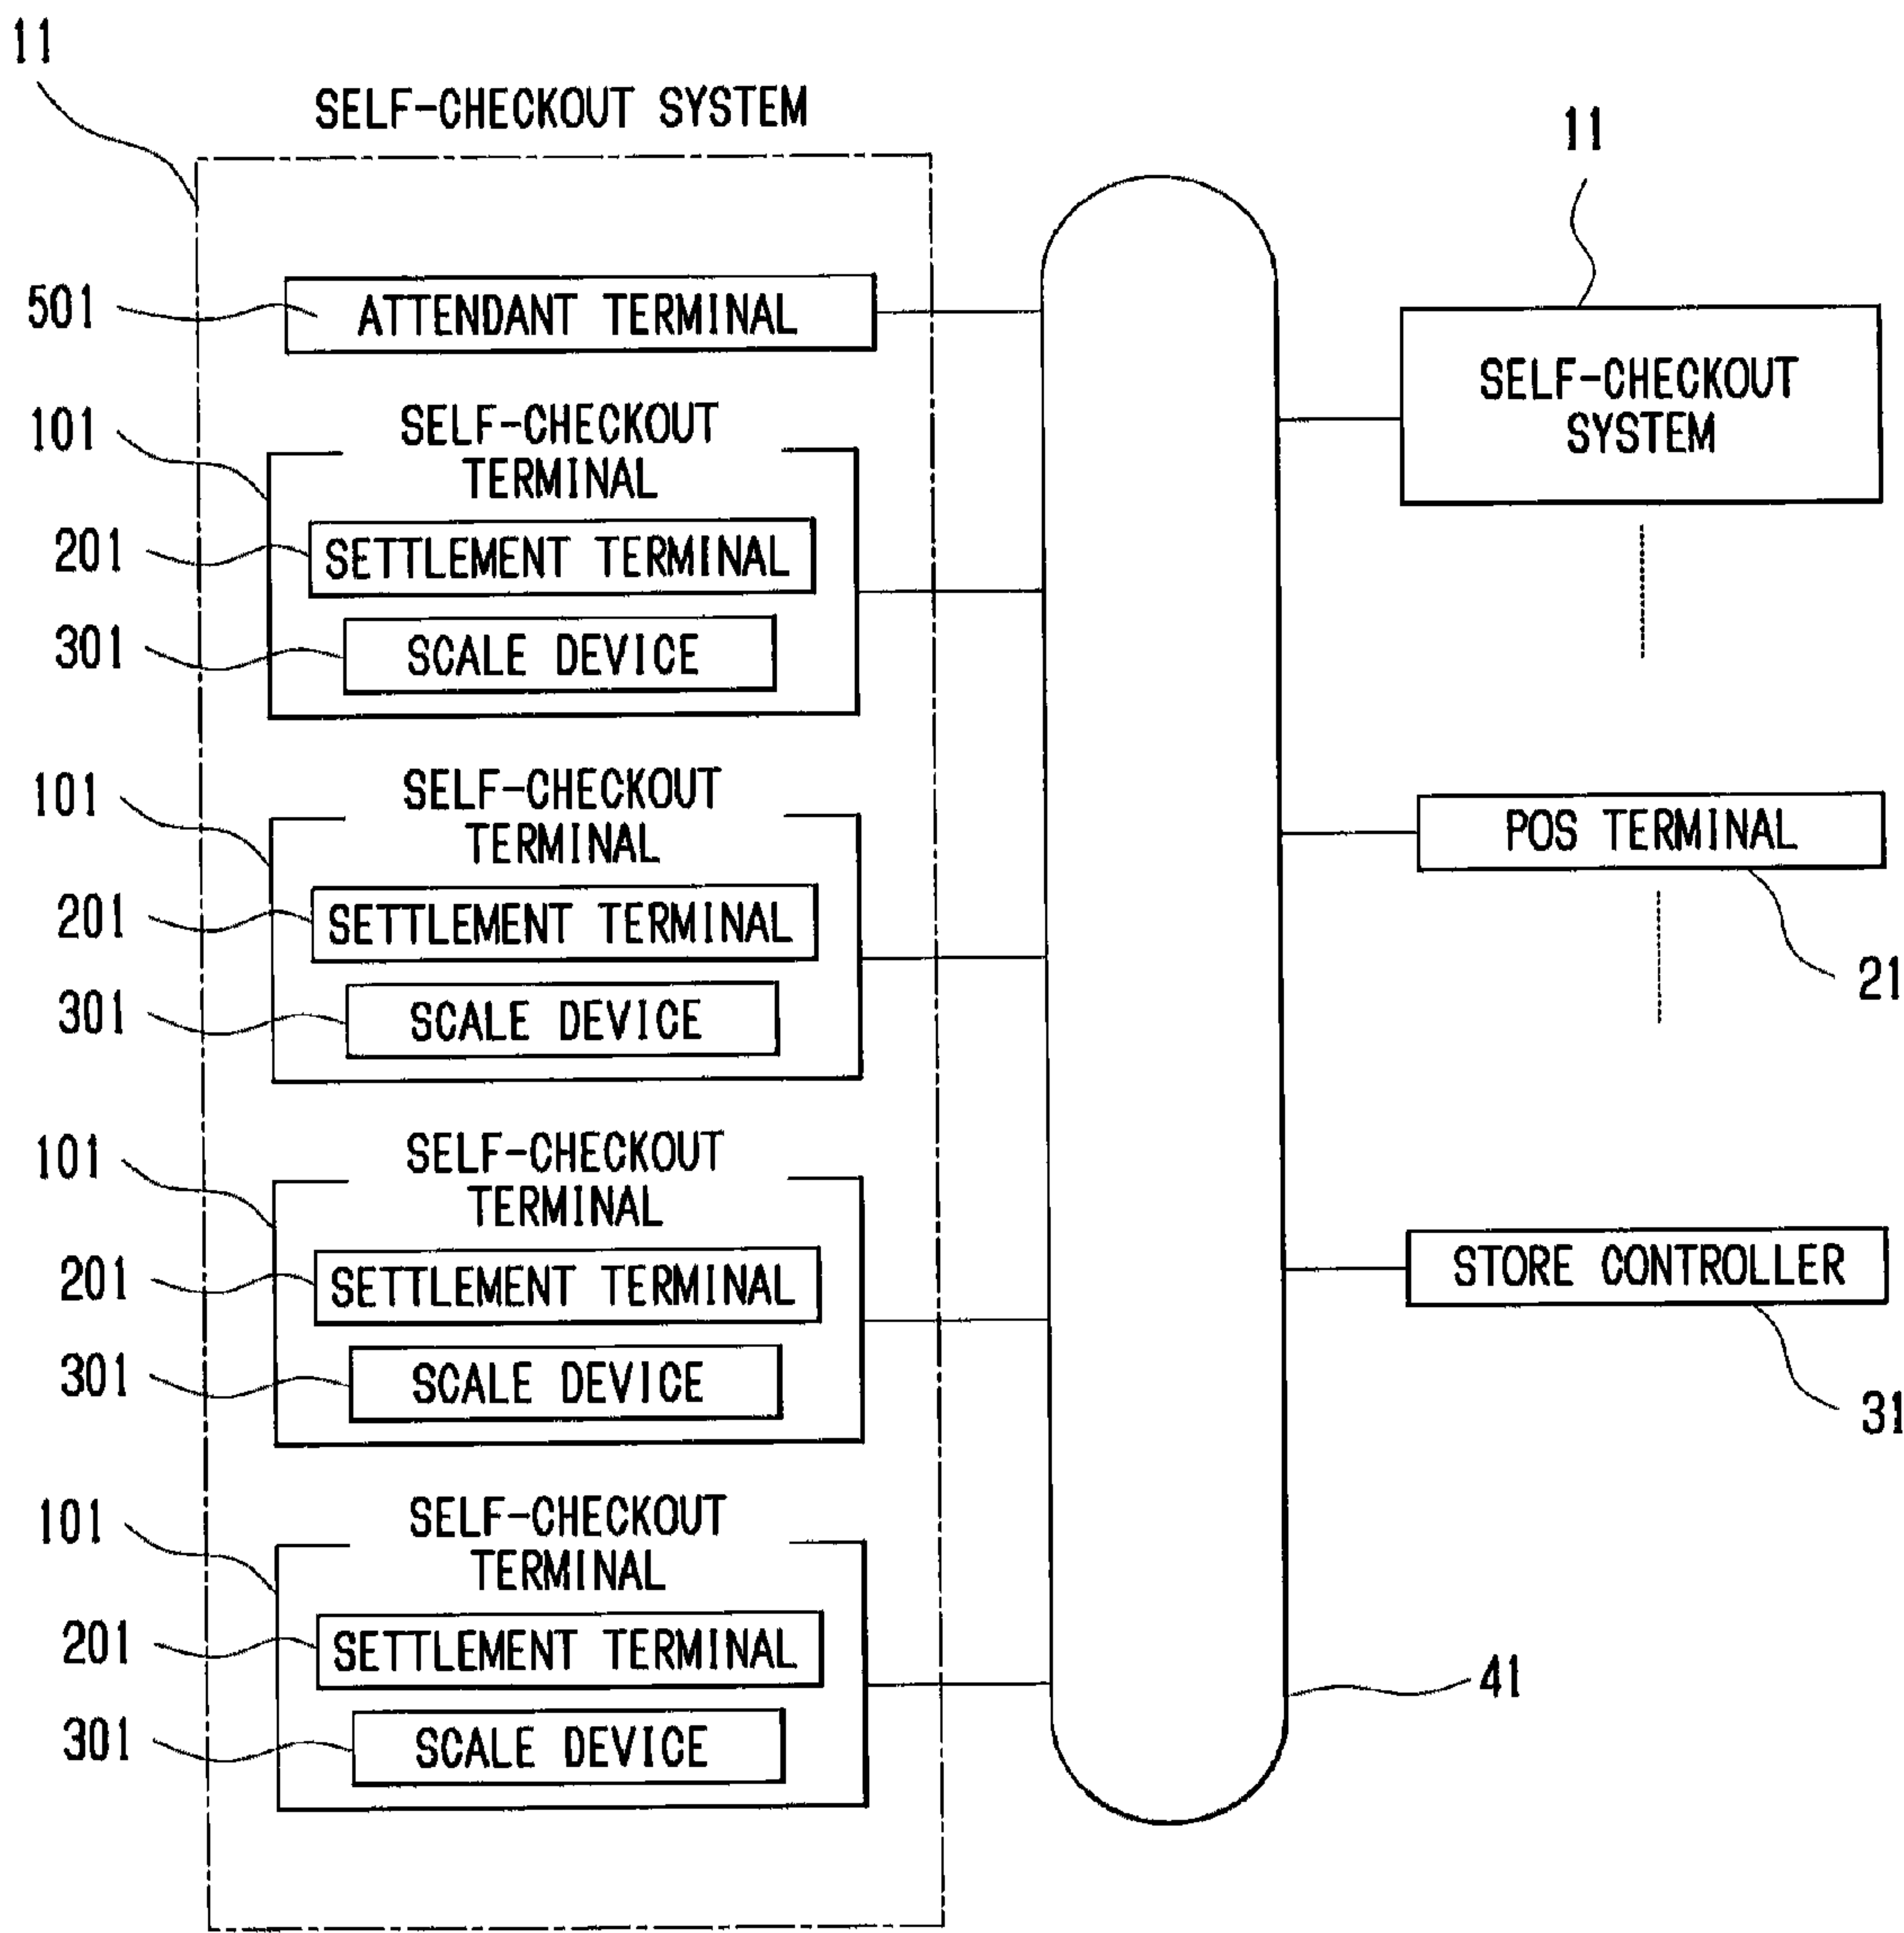 11
SELF-CHECKOUT SYSTEM
501
ATTENDANT TERMINAL
101
SELF-CHECKOUT
TERMINAL
201
SETTLEMENT TERMINAL
301
SCALE DEVICE
101
SELF-CHECKOUT
TERMINAL
201
SETTLEMENT TERMINAL
301
SCALE DEVICE
101
SELF-CHECKOUT
TERMINAL
201
SETTLEMENT TERMINAL
301
SCALE DEVICE
101
SELF-CHECKOUT
TERMINAL
201
SETTLEMENT TERMINAL
301
SCALE DEVICE
11
SELF-CHECKOUT
SYSTEM
POS TERMINAL
21
STORE CONTROLLER
31
41